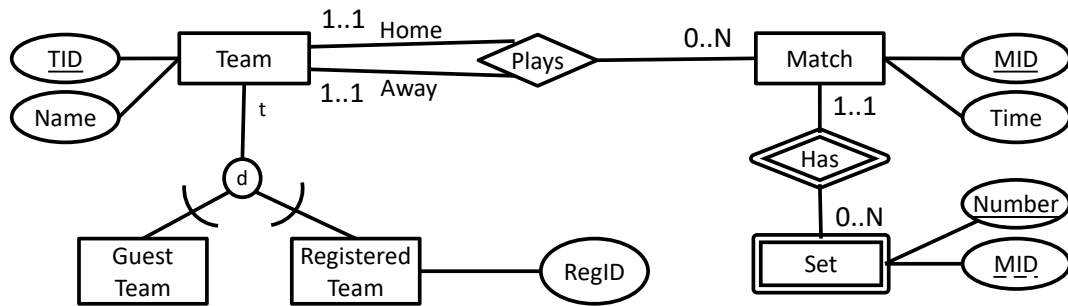 1..1
Home
TID
Team
0..N
Plays
Match
MID
Name
1..1
Away
t
1..1
Time
d
Has
Guest
Team
Registered
Team
RegID
0..N
Number
Set
MID